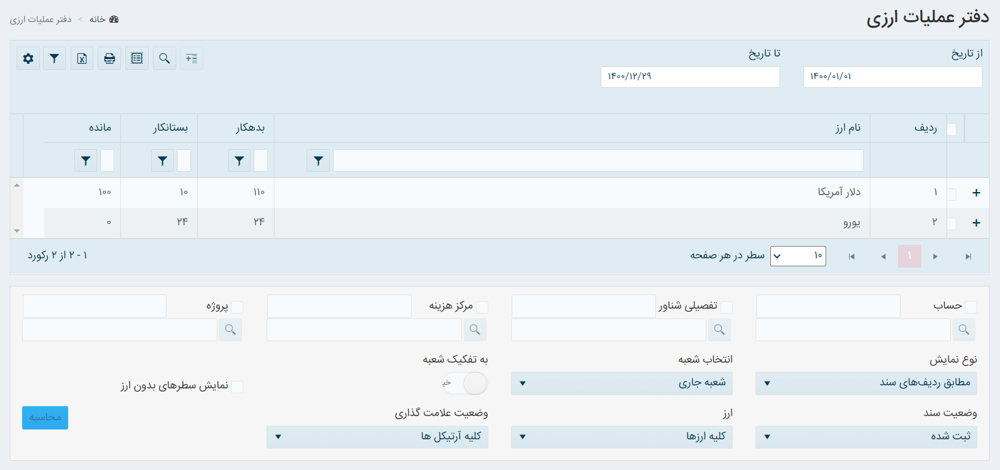 دفتر عملیات ارزی
خانه > دفتر عملیات ارزی
از تاریخ
تا تاریخ
۱۴۰۰/۰۱/۰۱
۱۴۰۰/۱۲/۲۹
ردیف نام ارز بدهکار بستانکار مانده
۱ دلار آمریکا ۱۱۰ ۱۰ ۱۰۰
۲ یورو ۲۴ ۲۴ ۰
۱ ۱۰ سطر در هر صفحه ۱ - ۲ از ۲ رکورد
حساب تفصیلی شناور مرکز هزینه پروژه
نوع نمایش انتخاب شعبه به تفکیک شعبه
مطابق ردیف‌های سند شعبه جاری خیر نمایش سطرهای بدون ارز
وضعیت سند ارز وضعیت علامت گذاری
ثبت شده کلیه ارزها کلیه آرتیکل ها محاسبه